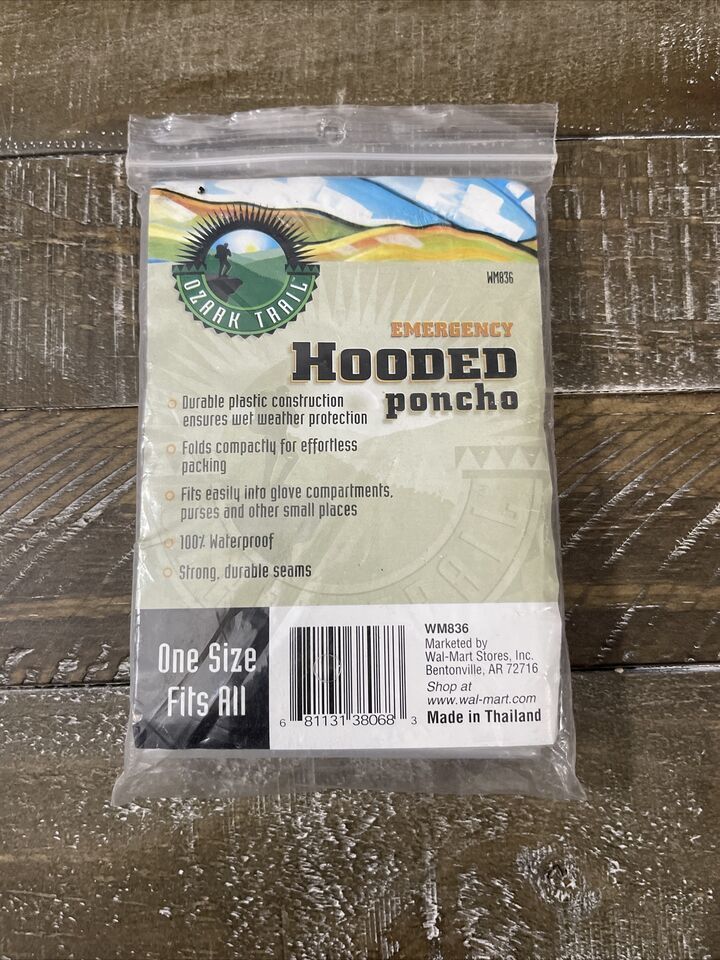 OZARK TRAIL
WM836
EMERGENCY
HOODED
poncho
Durable plastic construction
ensures wet weather protection
Folds compactly for effortless
packing
Fits easily into glove compartments,
purses and other small places
100% Waterproof
Strong, durable seams
One Size
Fits All
6 81131 38068 3
WM836
Marketed by
Wal-Mart Stores, Inc.
Bentonville, AR 72716
Shop at
www.wal-mart.com
Made in Thailand